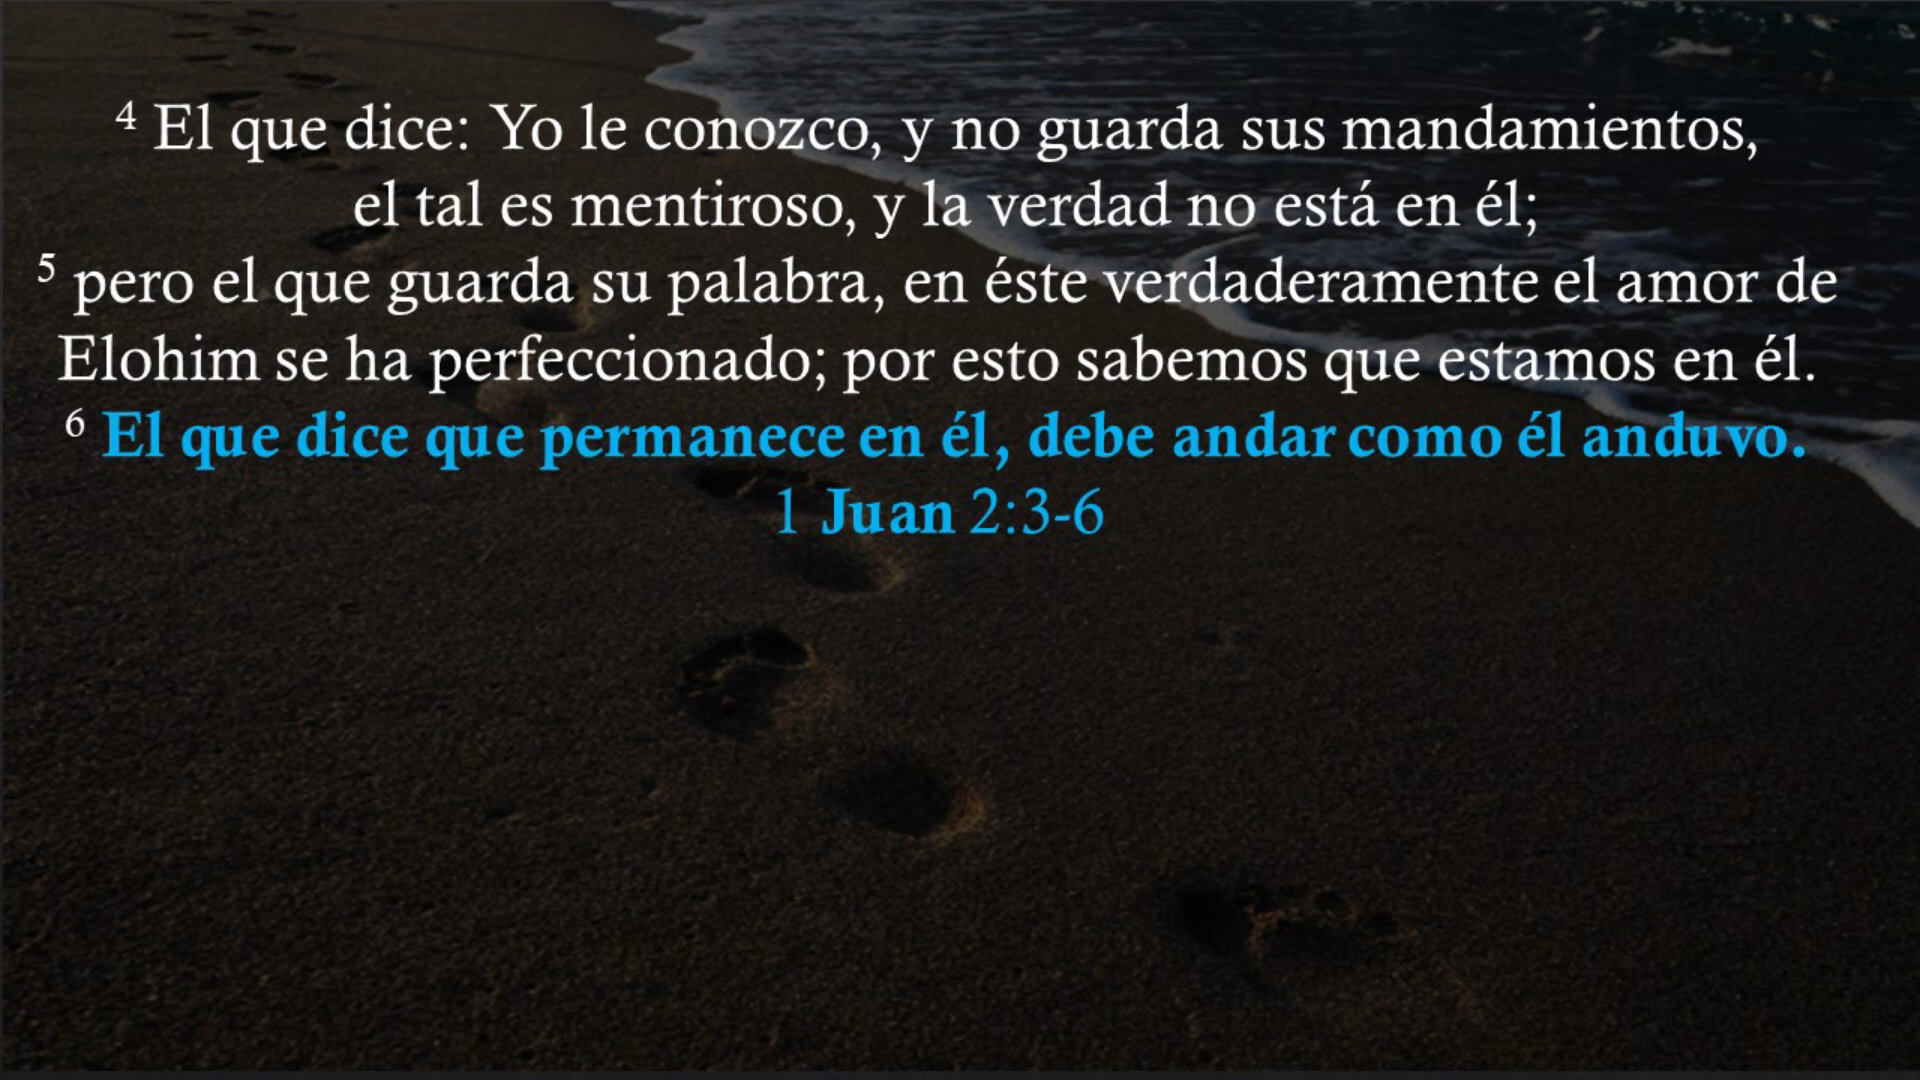 4 El que dice: Yo le conozco, y no guarda sus mandamientos,
el tal es mentiroso, y la verdad no está en él;
5 pero el que guarda su palabra, en éste verdaderamente el amor de
Elohim se ha perfeccionado; por esto sabemos que estamos en él.
6 El que dice que permanece en él, debe andar como él anduvo.
1 Juan 2:3-6